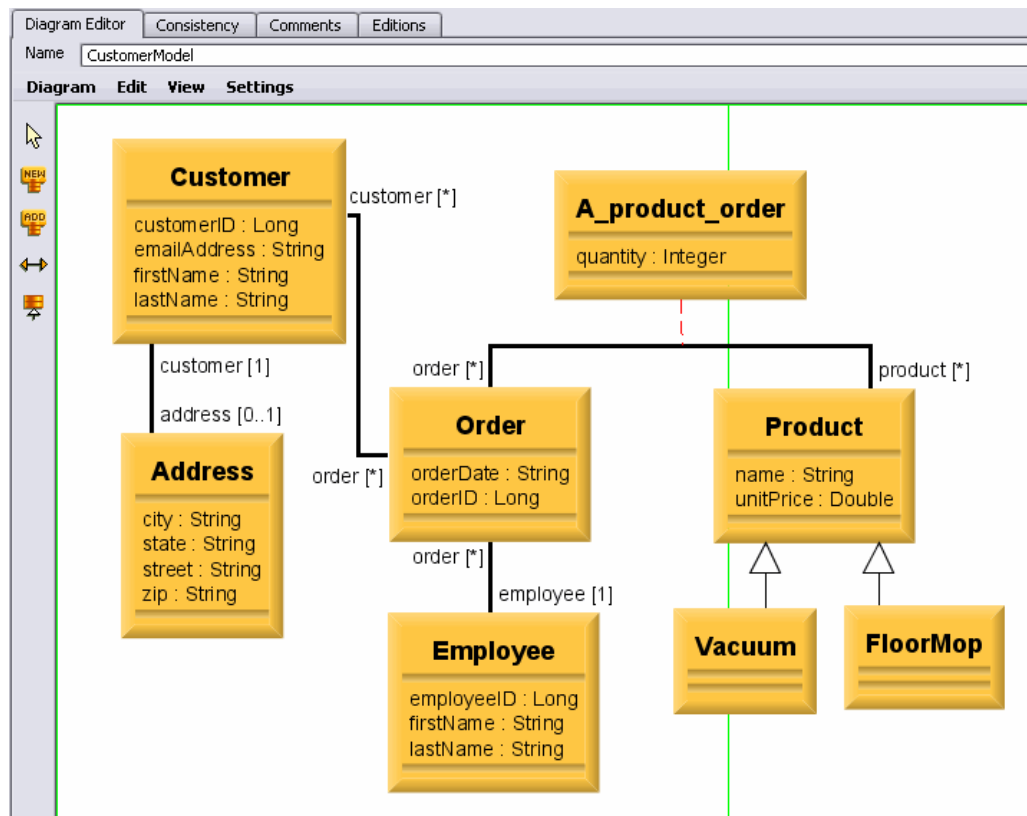 Diagram Editor
Consistency
Comments
Editions
Name
CustomerModel
Diagram
Edit
View
Settings
NEW
ADD
Customer
customerID : Long
emailAddress : String
firstName : String
lastName : String
customer [*]
A_product_order
quantity : Integer
customer [1]
address [0..1]
order [*]
product [*]
Address
city : String
state : String
street : String
zip : String
order [*]
Order
orderDate : String
orderID : Long
Product
name : String
unitPrice : Double
order [*]
employee [1]
Employee
employeeID : Long
firstName : String
lastName : String
Vacuum
FloorMop